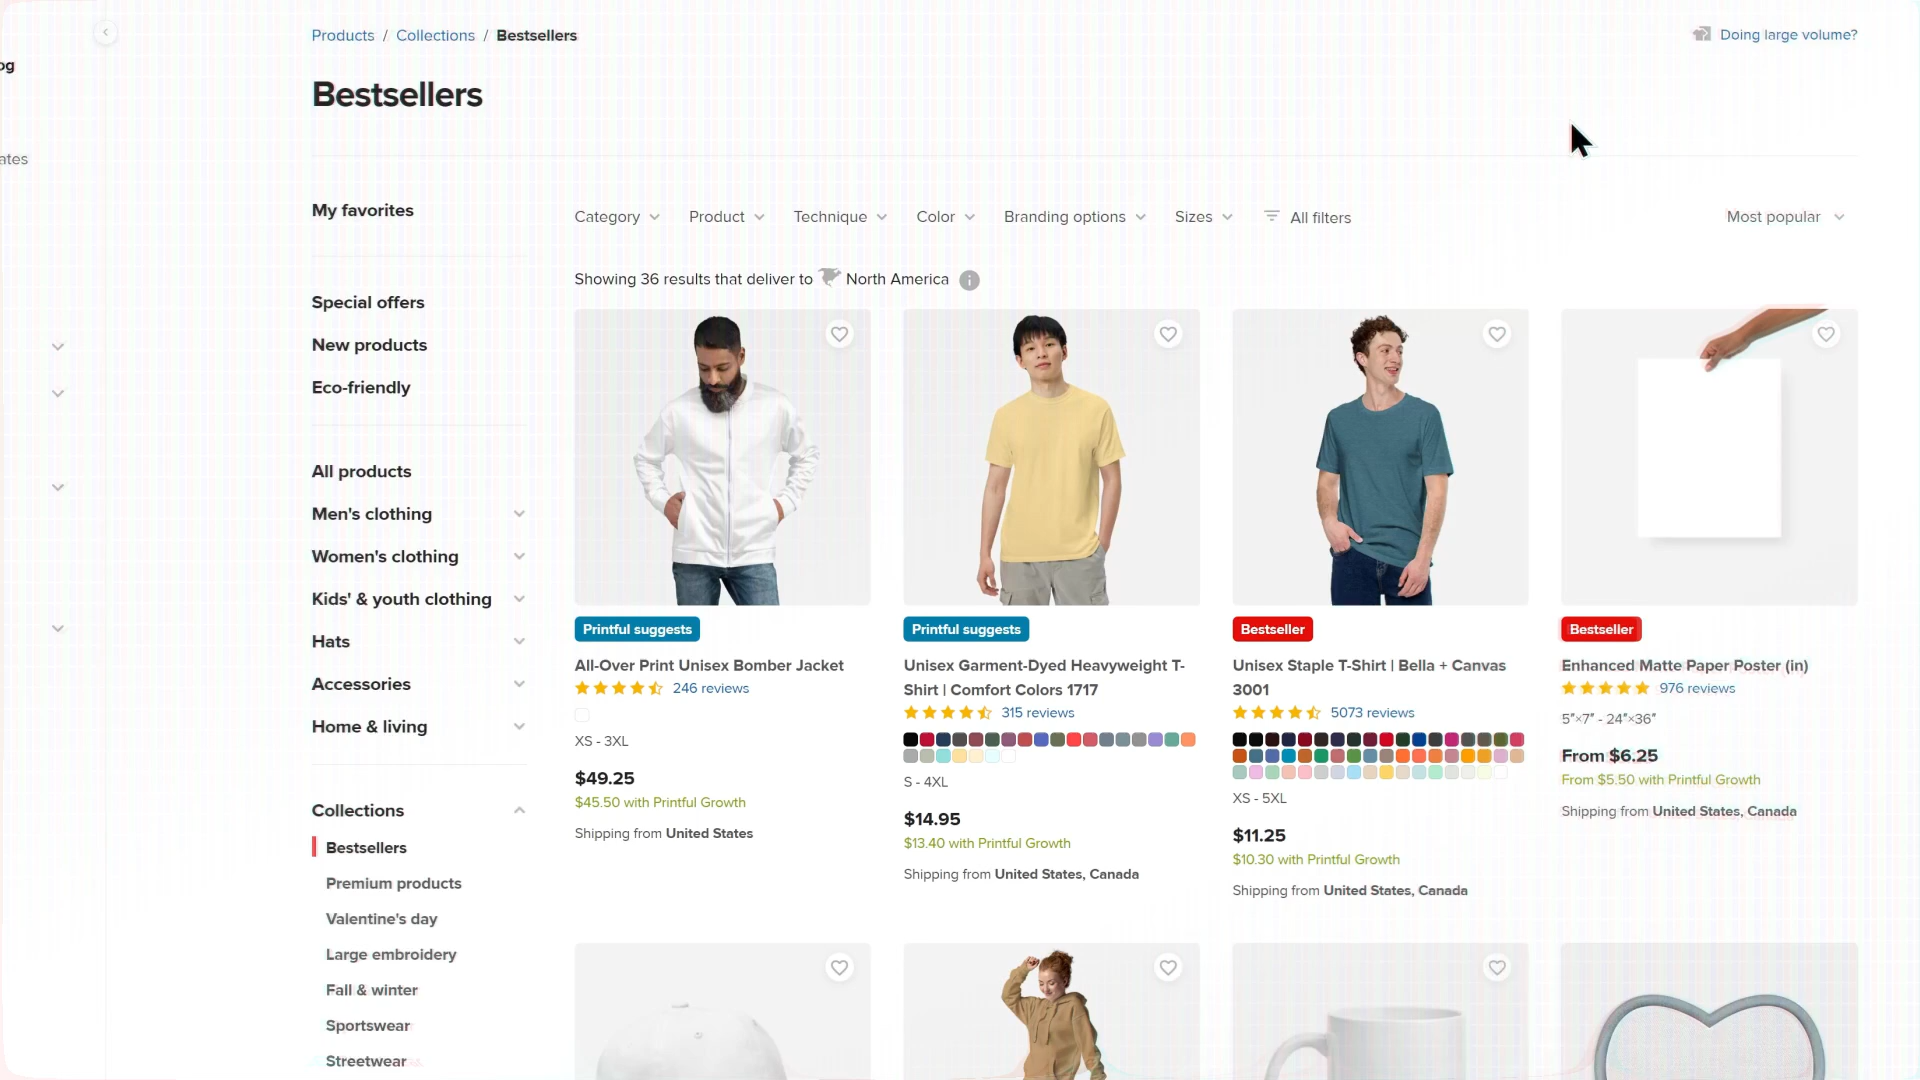 Products / Collections / Bestsellers
Doing large volume?
og
Bestsellers
ates
My favorites
Special offers
New products
Eco-friendly
All products
Men's clothing
Women's clothing
Kids' & youth clothing
Hats
Accessories
Home & living
Collections
Bestsellers
Premium products
Valentine's day
Large embroidery
Fall & winter
Sportswear
Streetwear
Category Product Technique Color Branding options Sizes All filters
Most popular
Showing 36 results that deliver to North America
Printful suggests
All-Over Print Unisex Bomber Jacket
246 reviews
XS - 3XL
$49.25
$45.50 with Printful Growth
Shipping from United States
Printful suggests
Unisex Garment-Dyed Heavyweight T-
Shirt | Comfort Colors 1717
315 reviews
S - 4XL
$14.95
$13.40 with Printful Growth
Shipping from United States, Canada
Bestseller
Unisex Staple T-Shirt | Bella + Canvas
3001
5073 reviews
XS - 5XL
$11.25
$10.30 with Printful Growth
Shipping from United States, Canada
Bestseller
Enhanced Matte Paper Poster (in)
976 reviews
5″×7″ - 24″×36″
From $6.25
From $5.50 with Printful Growth
Shipping from United States, Canada